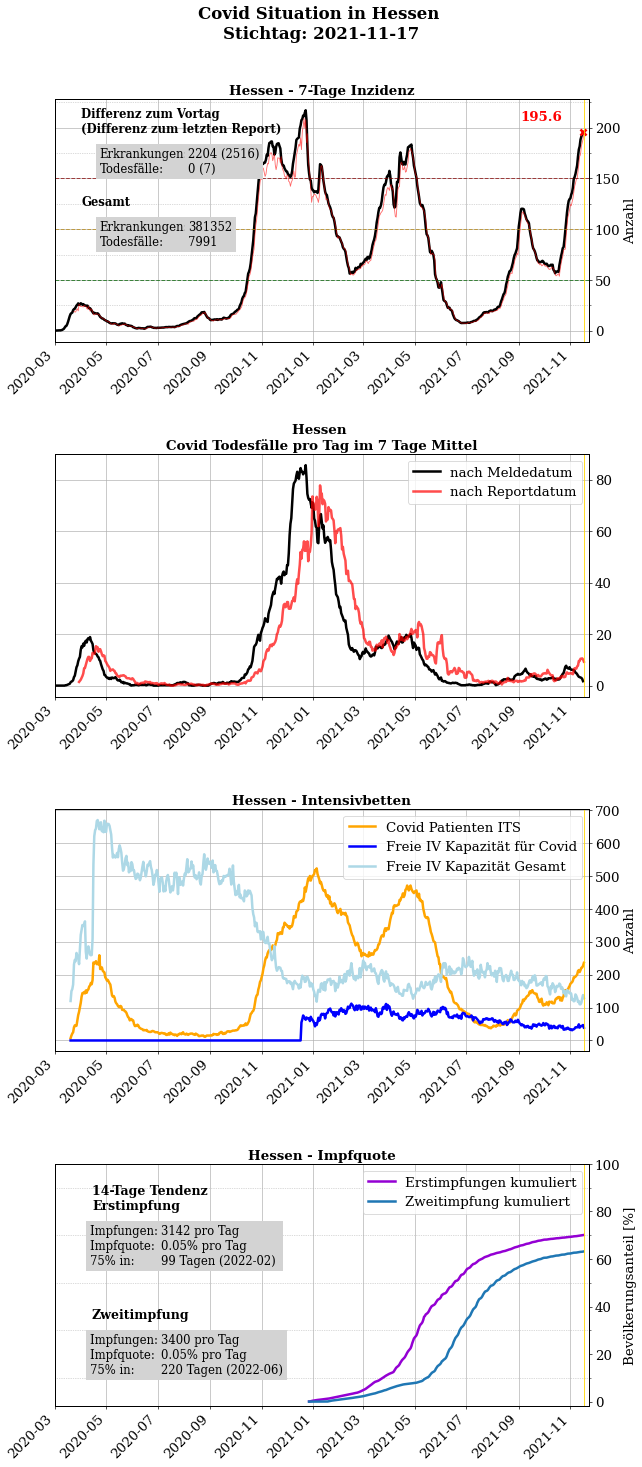 Covid Situation in Hessen
Stichtag: 2021-11-17
Hessen - 7-Tage Inzidenz
Differenz zum Vortag
(Differenz zum letzten Report)
Erkrankungen 2204 (2516)
Todesfälle: 0 (7)
Gesamt
Erkrankungen 381352
Todesfälle: 7991
195.6
200
150
100
50
0
Anzahl
2020-03 2020-05 2020-07 2020-09 2020-11 2021-01 2021-03 2021-05 2021-07 2021-09 2021-11
Hessen
Covid Todesfälle pro Tag im 7 Tage Mittel
nach Meldedatum
nach Reportdatum
80
60
40
20
0
2020-03 2020-05 2020-07 2020-09 2020-11 2021-01 2021-03 2021-05 2021-07 2021-09 2021-11
Hessen - Intensivbetten
Covid Patienten ITS
Freie IV Kapazität für Covid
Freie IV Kapazität Gesamt
700
600
500
400
300
200
100
0
Anzahl
2020-03 2020-05 2020-07 2020-09 2020-11 2021-01 2021-03 2021-05 2021-07 2021-09 2021-11
Hessen - Impfquote
14-Tage Tendenz
Erstimpfung
Impfungen: 3142 pro Tag
Impfquote: 0.05% pro Tag
75% in: 99 Tagen (2022-02)
Zweitimpfung
Impfungen: 3400 pro Tag
Impfquote: 0.05% pro Tag
75% in: 220 Tagen (2022-06)
Erstimpfungen kumuliert
Zweitimpfung kumuliert
100
80
60
40
20
0
Bevölkerungsanteil [%]
2020-03 2020-05 2020-07 2020-09 2020-11 2021-01 2021-03 2021-05 2021-07 2021-09 2021-11